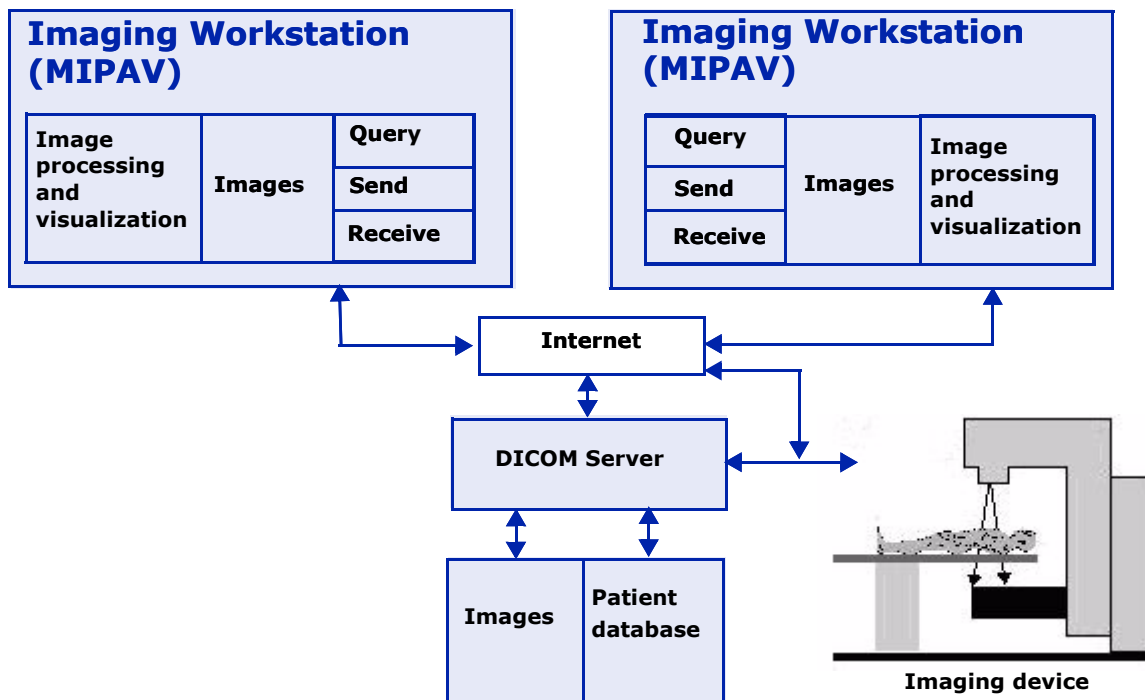 Imaging Workstation
(MIPAV)
Image
processing
and
visualization
Images
Query
Send
Receive
Imaging Workstation
(MIPAV)
Query
Send
Receive
Images
Image
processing
and
visualization
Internet
DICOM Server
Images
Patient
database
Imaging device